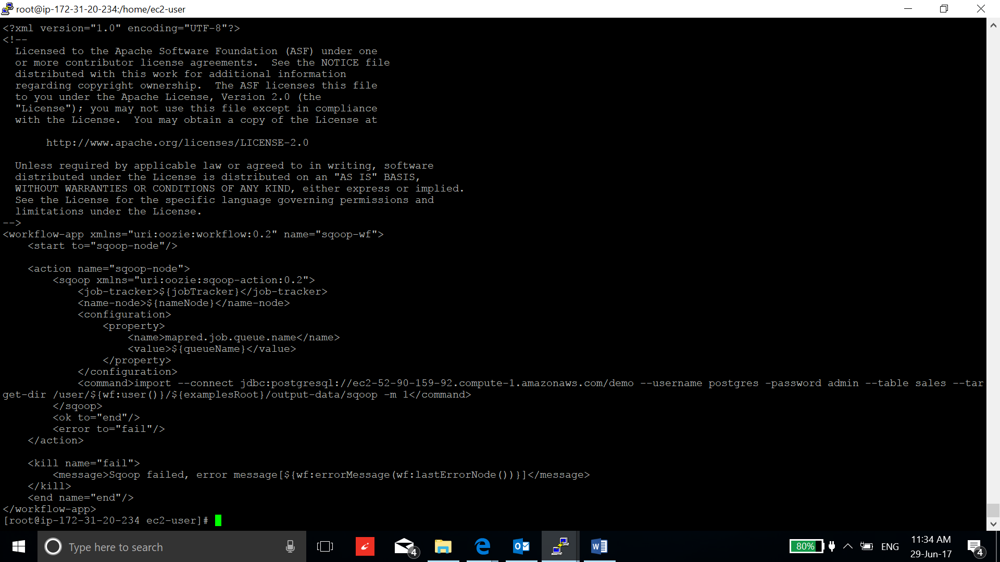 root@ip-172-31-20-234:/home/ec2-user
<?xml version="1.0" encoding="UTF-8"?>
<!--
  Licensed to the Apache Software Foundation (ASF) under one
  or more contributor license agreements.  See the NOTICE file
  distributed with this work for additional information
  regarding copyright ownership.  The ASF licenses this file
  to you under the Apache License, Version 2.0 (the
  "License"); you may not use this file except in compliance
  with the License.  You may obtain a copy of the License at
       http://www.apache.org/licenses/LICENSE-2.0
  Unless required by applicable law or agreed to in writing, software
  distributed under the License is distributed on an "AS IS" BASIS,
  WITHOUT WARRANTIES OR CONDITIONS OF ANY KIND, either express or implied.
  See the License for the specific language governing permissions and
  limitations under the License.
-->
<workflow-app xmlns="uri:oozie:workflow:0.2" name="sqoop-wf">
    <start to="sqoop-node"/>
    <action name="sqoop-node">
        <sqoop xmlns="uri:oozie:sqoop-action:0.2">
            <job-tracker>${jobTracker}</job-tracker>
            <name-node>${nameNode}</name-node>
            <configuration>
                <property>
                    <name>mapred.job.queue.name</name>
                    <value>${queueName}</value>
                </property>
            </configuration>
            <command>import --connect jdbc:postgresql://ec2-52-90-159-92.compute-1.amazonaws.com/demo --username postgres -password admin --table sales --tar
get-dir /user/${wf:user()}/${examplesRoot}/output-data/sqoop -m 1</command>
        </sqoop>
        <ok to="end"/>
        <error to="fail"/>
    </action>
    <kill name="fail">
        <message>Sqoop failed, error message[${wf:errorMessage(wf:lastErrorNode())}]</message>
    </kill>
    <end name="end"/>
</workflow-app>
[root@ip-172-31-20-234 ec2-user]#
Type here to search
4
80%
ENG
11:34 AM
29-Jun-17
4